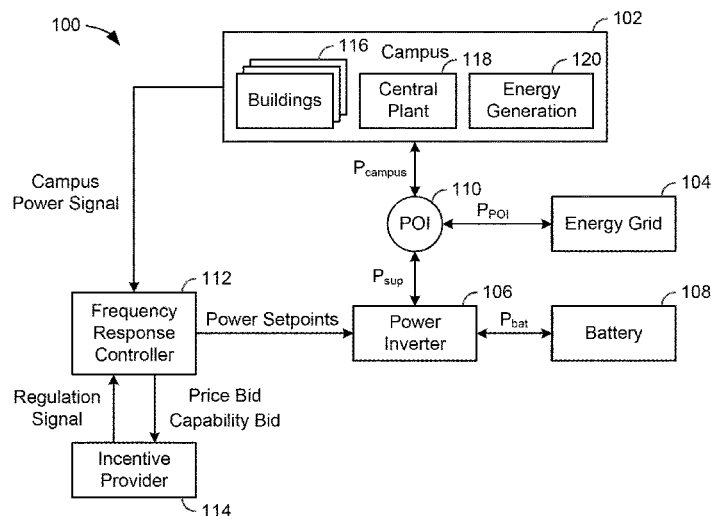 100
102
Campus
116
118
120
Buildings
Central
Plant
Energy
Generation
P_campus
Campus
Power Signal
110
POI
P_POI
104
Energy Grid
P_sup
112
Frequency
Response
Controller
Power Setpoints
106
Power
Inverter
P_bat
108
Battery
Regulation
Signal
Price Bid
Capability Bid
Incentive
Provider
114